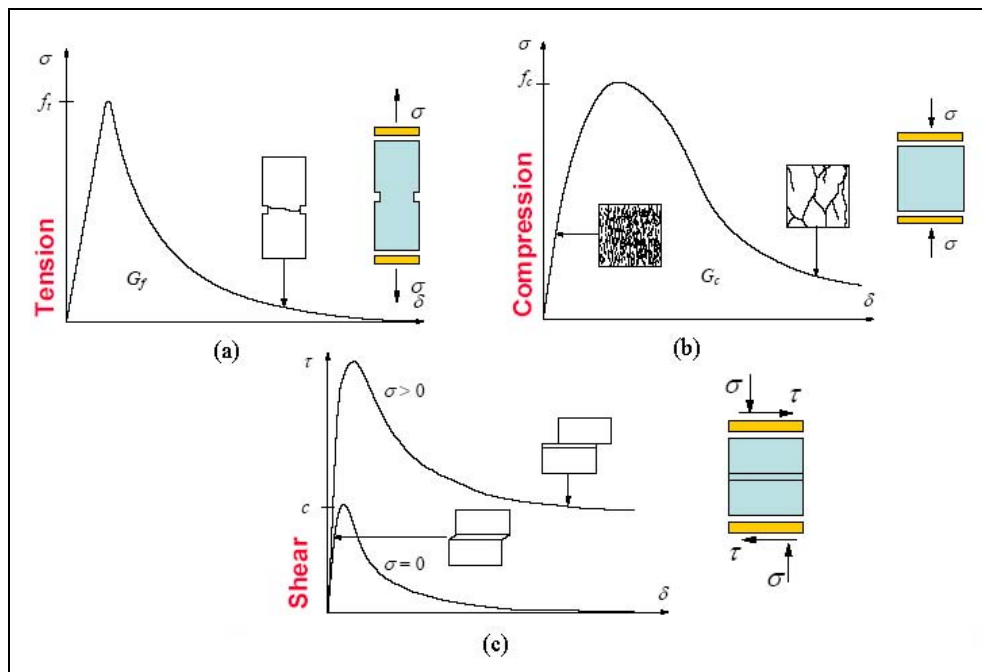 σ
f_t
Tension
G_f
σ
σ
δ
(a)
σ
f_c
Compression
G_c
σ
σ
δ
(b)
τ
σ > 0
c
σ = 0
Shear
δ
σ
τ
τ
σ
(c)